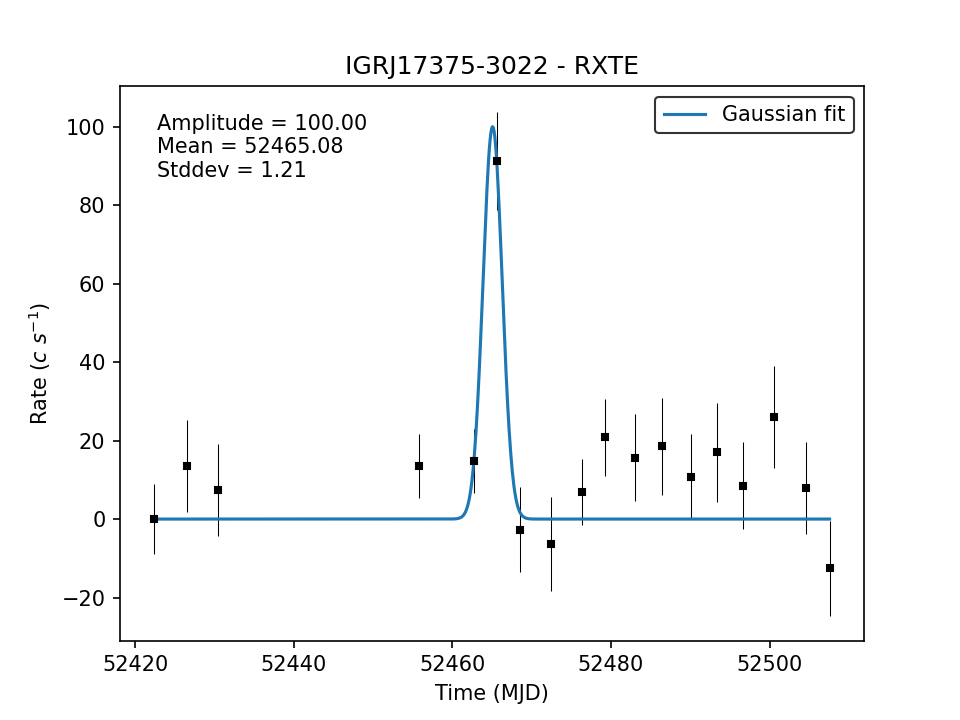 IGRJ17375-3022 - RXTE
Amplitude = 100.00
Mean = 52465.08
Stddev = 1.21
Gaussian fit
100
80
60
40
20
0
−20
Rate (c s⁻¹)
52420 52440 52460 52480 52500
Time (MJD)